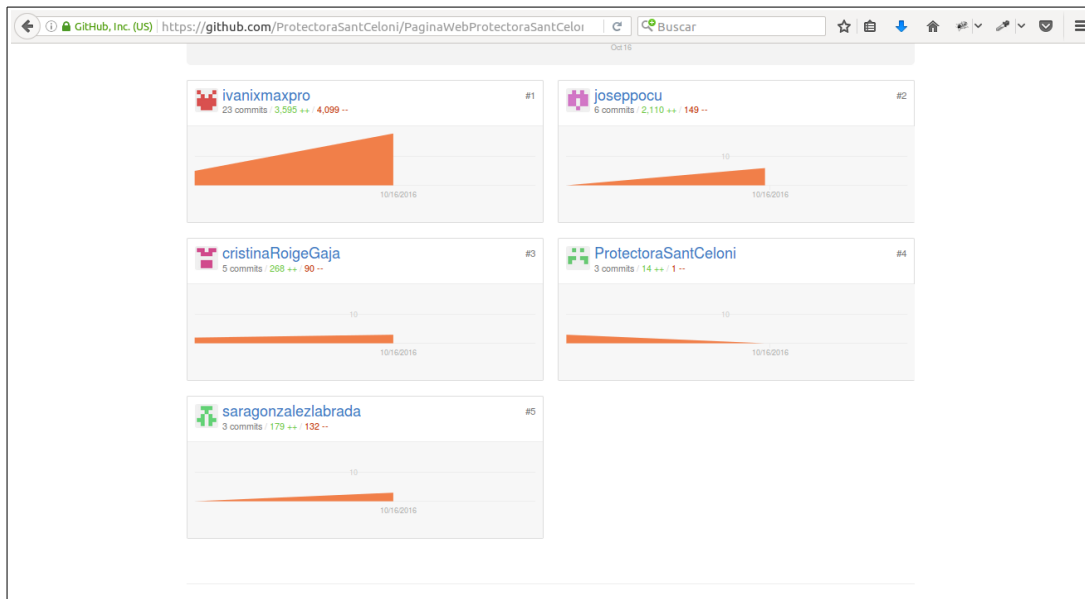 GitHub, Inc. (US) https://github.com/ProtectoraSantCeloni/PaginaWebProtectoraSantCelo Buscar
Oct 16
ivanixmaxpro #1
23 commits / 3,595 ++ / 4,099 --
10/16/2016
joseppocu #2
6 commits / 2,110 ++ / 149 --
10
10/16/2016
cristinaRoigeGaja #3
5 commits / 268 ++ / 90 --
10
10/16/2016
ProtectoraSantCeloni #4
3 commits / 14 ++ / 1 --
10
10/16/2016
saragonzalezlabrada #5
3 commits / 179 ++ / 132 --
10
10/16/2016